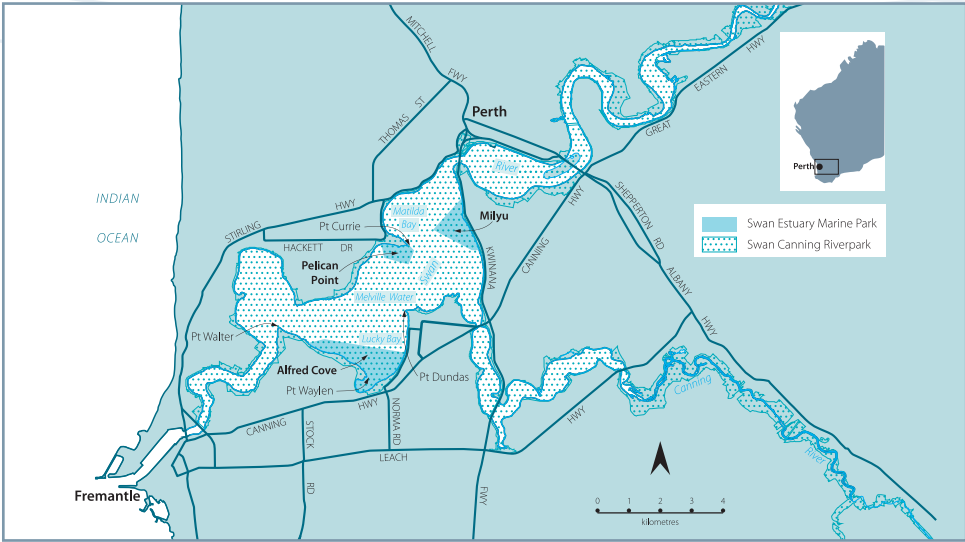 MITCHELL
FWY
THOMAS ST
Perth
GREAT
EASTERN
HWY
Perth
INDIAN
OCEAN
STIRLING
HWY
HACKETT DR
Pt Currie
Matilda
Bay
River
Milyu
Pelican
Point
Swan
KWINANA
CANNING
HWY
SHEPPERTON
RD
ALBANY
HWY
Swan Estuary Marine Park
Swan Canning Riverpark
Melville Water
Pt Walter
Lucky Bay
Alfred Cove
Pt Waylen
Pt Dundas
CANNING
HWY
STOCK
RD
NORMA RD
LEACH
HWY
FWY
Canning
River
Fremantle
0 1 2 3 4
kilometres